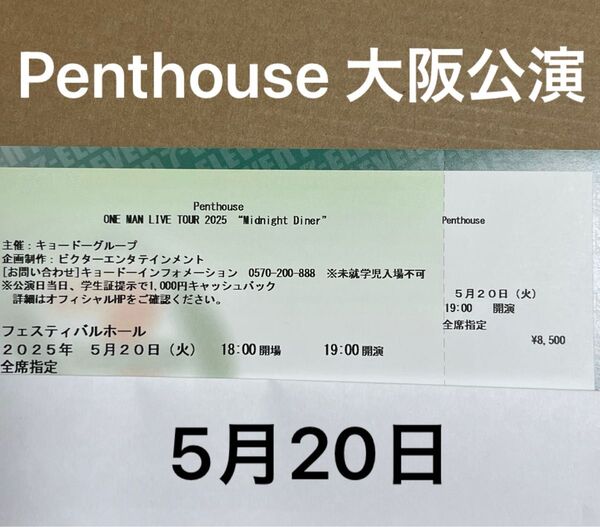 Penthouse 大阪公演
Penthouse
ONE MAN LIVE TOUR 2025 “Midnight Diner”
主催：キョードーグループ
企画制作：ビクターエンタテインメント
[お問い合わせ]キョードーインフォメーション 0570-200-888 ※未就学児入場不可
※公演日当日、学生証提示で1,000円キャッシュバック
詳細はオフィシャルHPをご確認ください。
フェスティバルホール
2025年 5月20日（火） 18:00開場 19:00開演
全席指定
Penthouse
5月20日（火）
19:00 開演
全席指定
¥8,500
5月20日